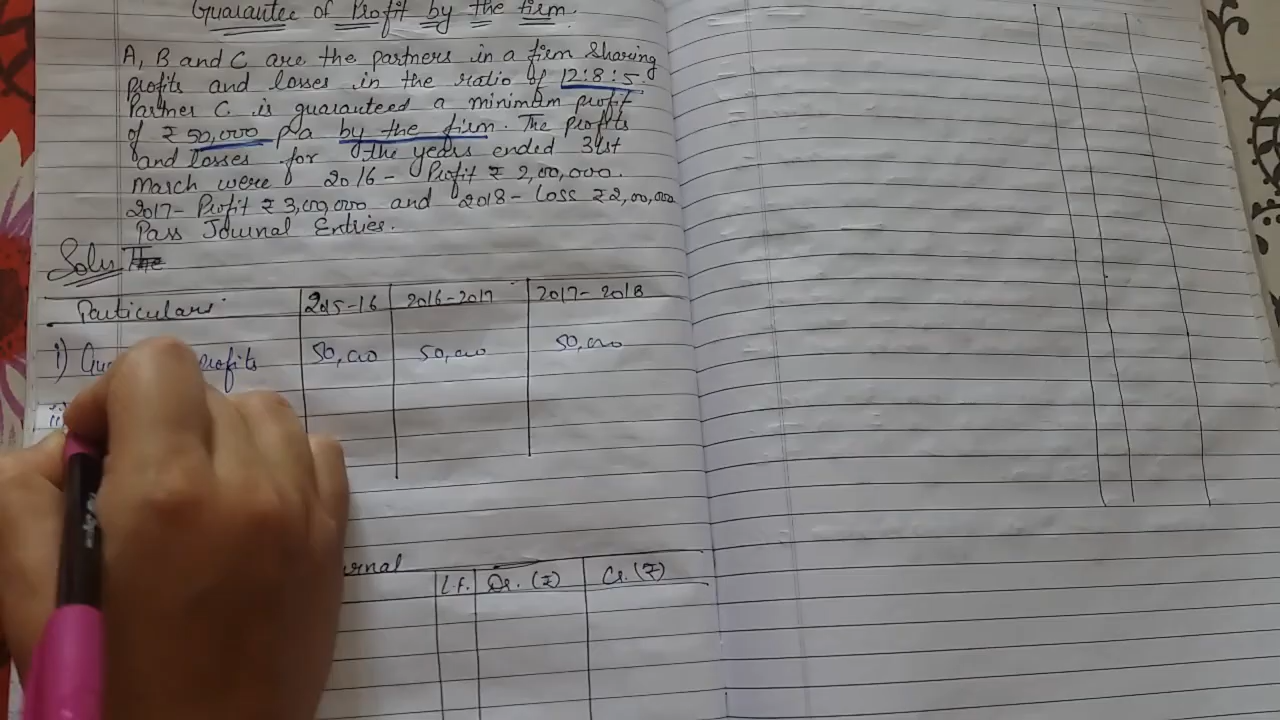 Guarantee of Profit by the firm.
A, B and C are the partners in a firm sharing
profits and losses in the ratio of 12:8:5
Partner C. is guaranteed a minimum profit
of ₹ 50,000 p.a by the firm. The profits
and losses for the years ended 31st
March were 2016 - Profit ₹ 2,00,000.
2017- Profit ₹ 3,00,000 and 2018 - Loss ₹ 2,00,000
Pass Journal Entries.
Solu The
Particulars 2015-16 2016-2017 2017-2018
i) profits 50,000 50,000 50,000
ii)
L.F. Dr. (₹) Cr. (₹)